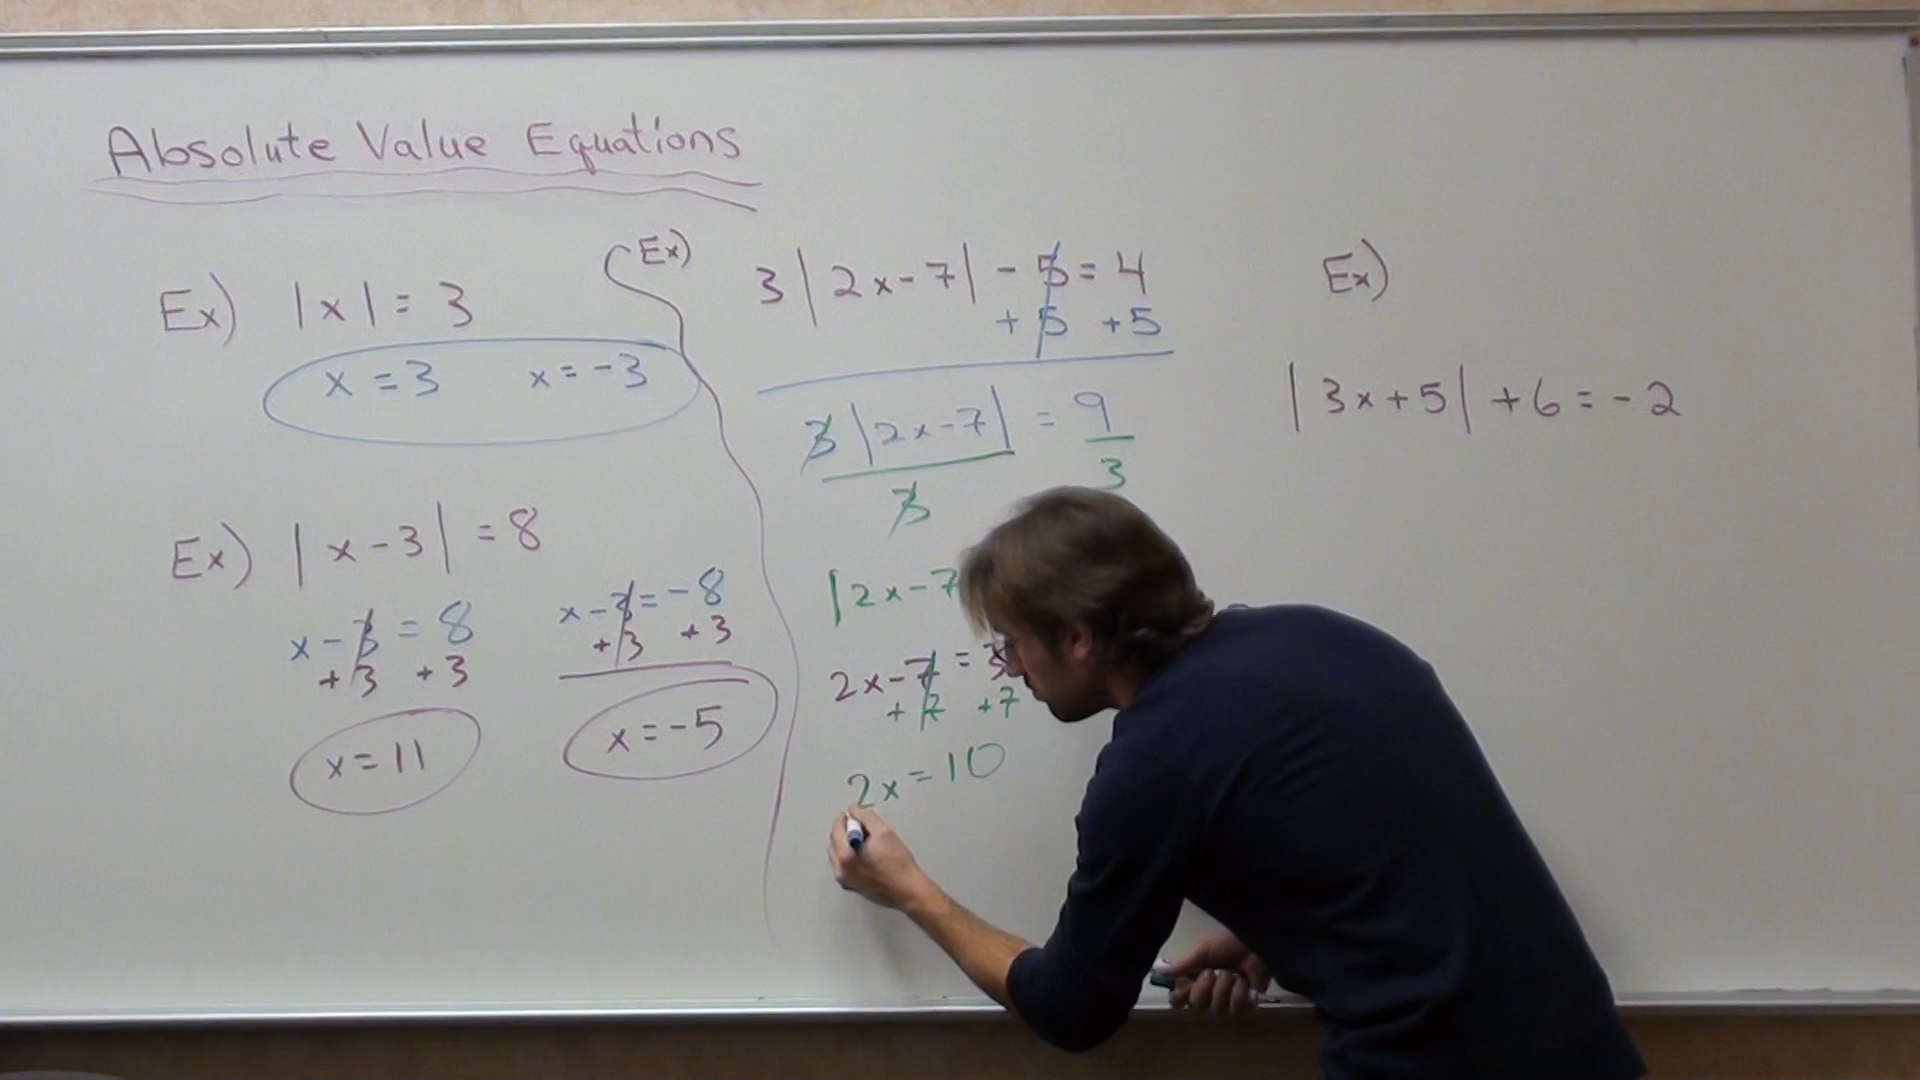 Absolute Value Equations
Ex) |x| = 3
x = 3 x = -3
Ex) |x - 3| = 8
x - 3 = 8 x - 3 = -8
+ 3 + 3 + 3 + 3
x = 11 x = -5
Ex) 3|2x - 7| - 5 = 4
+ 5 + 5
3|2x - 7| = 9
3 3
|2x - 7
2x - 7 = 3
+ 7 + 7
2x = 10
Ex)
|3x + 5| + 6 = -2